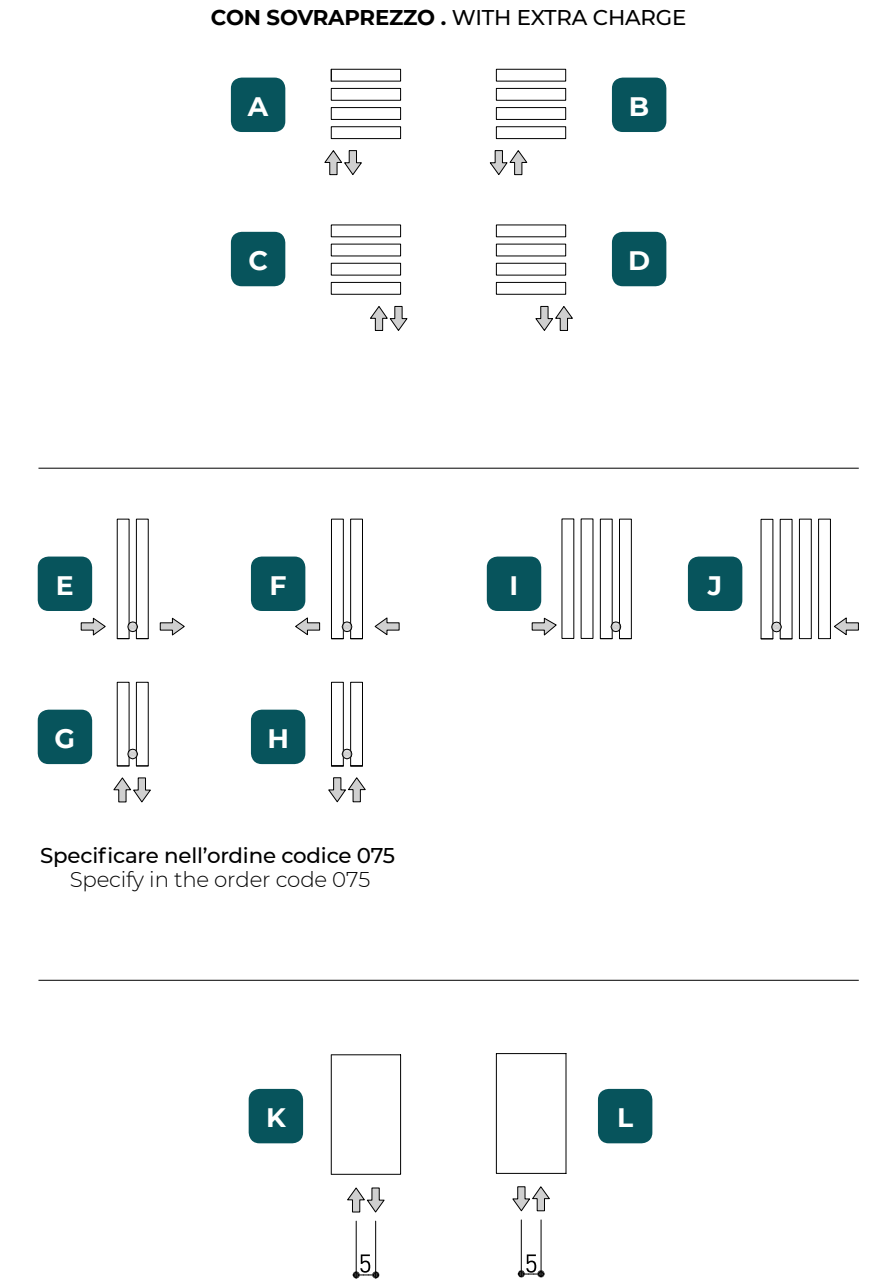 CON SOVRAPREZZO . WITH EXTRA CHARGE
A
B
C
D
E
F
I
J
G
H
Specificare nell’ordine codice 075
Specify in the order code 075
K
L
5
5